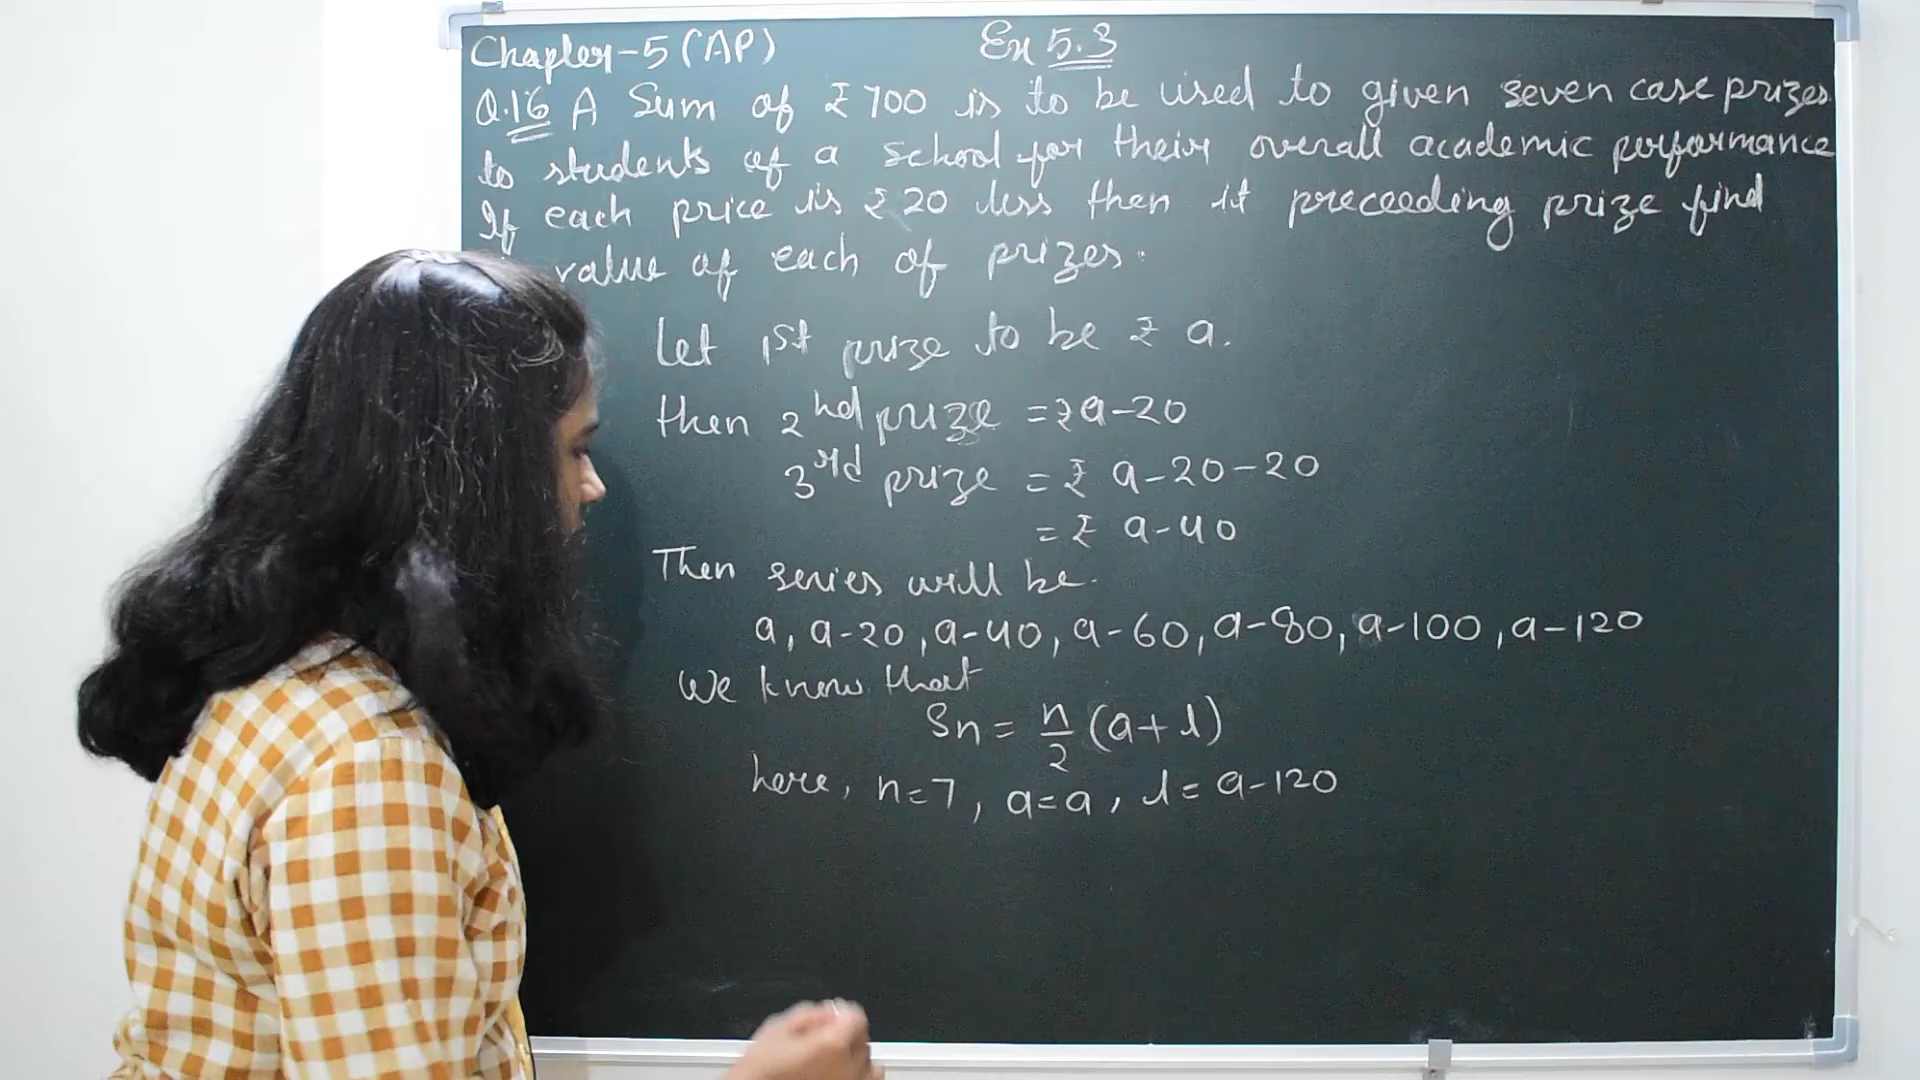 Chapter-5 (AP) Ex 5.3
Q.16 A Sum of ₹700 is to be used to given seven case prizes
to students of a school for their overall academic performance
If each price is ₹20 less then it preceeding prize find
value of each of prizes.
Let 1st prize to be ₹ a.
then 2nd prize = ₹a-20
3rd prize = ₹ a-20-20
= ₹ a-40
Then series will be.
a, a-20, a-40, a-60, a-80, a-100, a-120
We know that
Sn = n/2 (a+l)
here, n=7, a=a, l=a-120